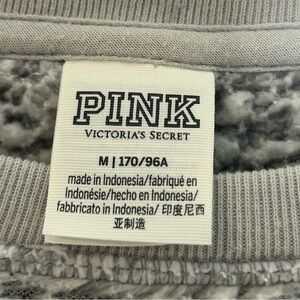 PINK
VICTORIA'S SECRET
M | 170/96A
made in Indonesia/fabriqué en
Indonésie/hecho en Indonesia/
fabbricato in Indonesia/ 印度尼西
亚制造